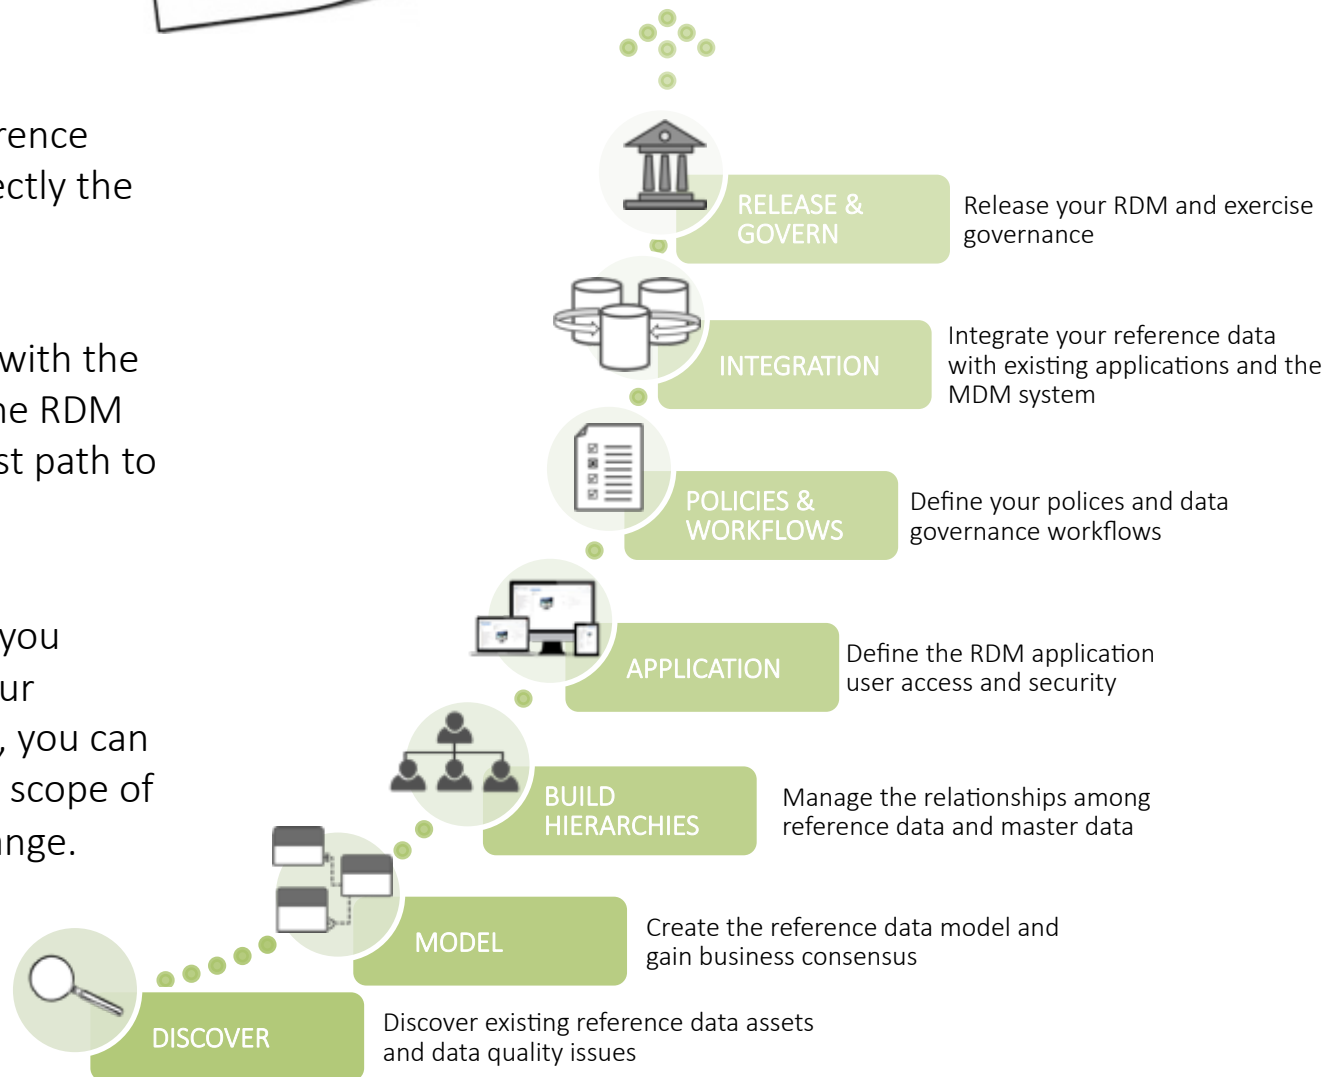 rence
ectly the
with the
ne RDM
st path to
you
ur
, you can
scope of
ange.
RELEASE &
GOVERN
Release your RDM and exercise
governance
INTEGRATION
Integrate your reference data
with existing applications and the
MDM system
POLICIES &
WORKFLOWS
Define your polices and data
governance workflows
APPLICATION
Define the RDM application
user access and security
BUILD
HIERARCHIES
Manage the relationships among
reference data and master data
MODEL
Create the reference data model and
gain business consensus
DISCOVER
Discover existing reference data assets
and data quality issues